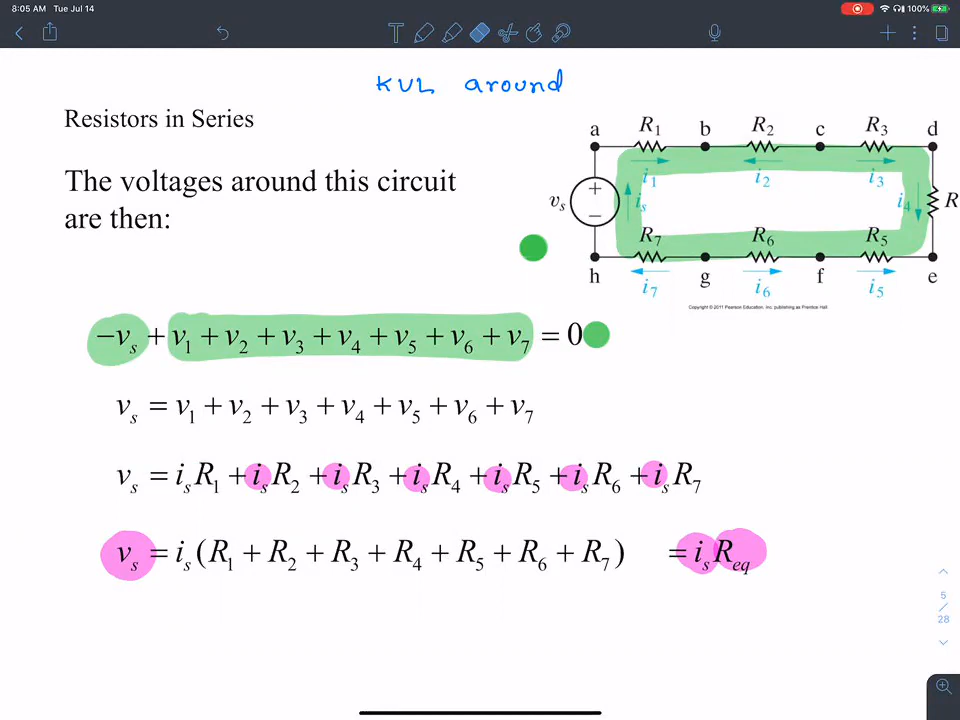 8:05 AM Tue Jul 14
100%
KVL around
Resistors in Series
The voltages around this circuit
are then:
a R1 b R2 c R3 d
i1 i2 i3
vs + − is i4 R
R7 R6 R5
h g f e
i7 i6 i5
Copyright © 2011 Pearson Education, Inc. publishing as Prentice Hall
−vs + v1 + v2 + v3 + v4 + v5 + v6 + v7 = 0
vs = v1 + v2 + v3 + v4 + v5 + v6 + v7
vs = isR1 + isR2 + isR3 + isR4 + isR5 + isR6 + isR7
vs = is(R1 + R2 + R3 + R4 + R5 + R6 + R7) = isReq
5
/
28